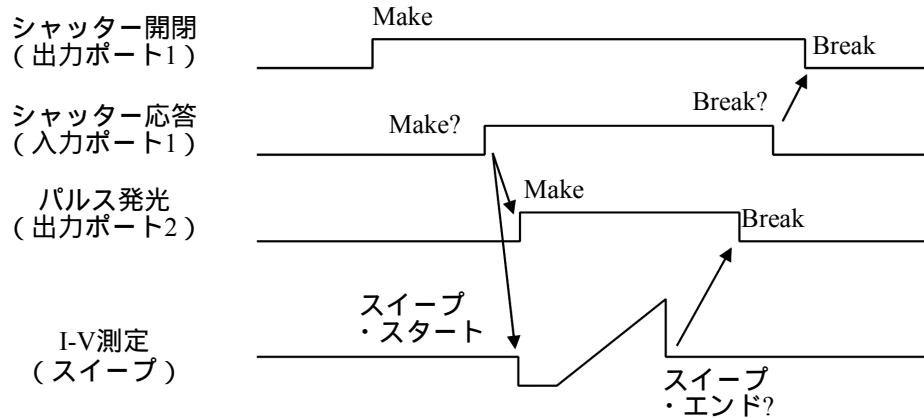 シャッター開閉
（出力ポート1）
Make
Break
シャッター応答
（入力ポート1）
Make?
Break?
パルス発光
（出力ポート2）
Make
Break
I-V測定
（スイープ）
スイープ
・スタート
スイープ
・エンド?